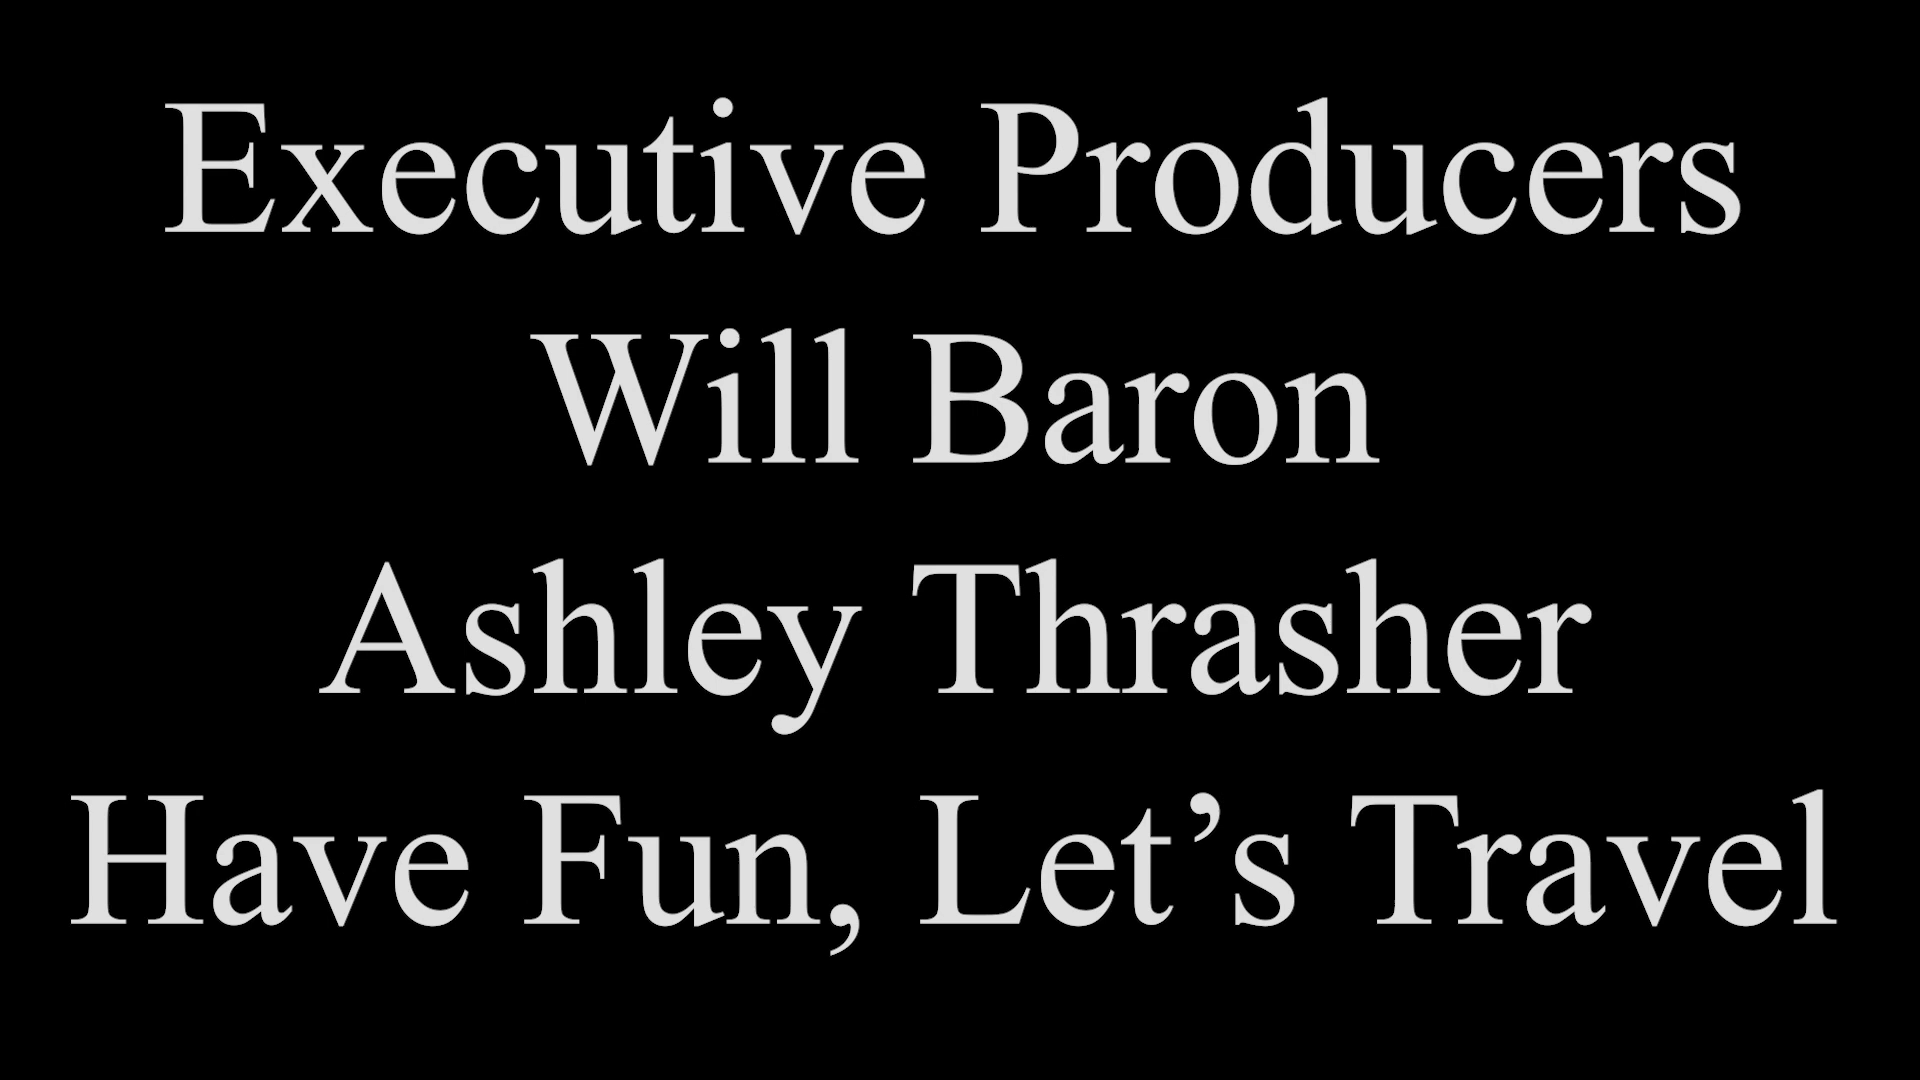 Executive Producers
Will Baron
Ashley Thrasher
Have Fun, Let’s Travel